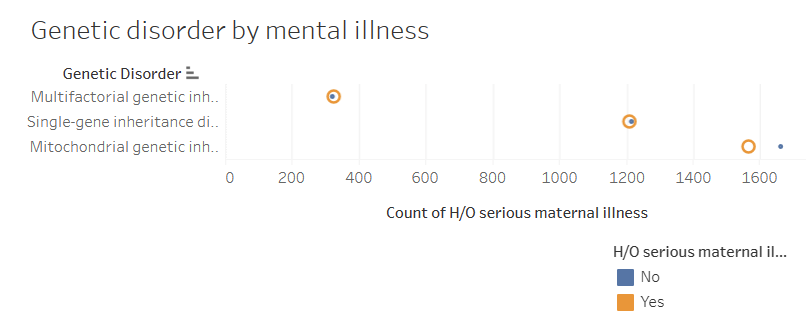 Genetic disorder by mental illness
Genetic Disorder
Multifactorial genetic inh..
Single-gene inheritance di..
Mitochondrial genetic inh..
0 200 400 600 800 1000 1200 1400 1600
Count of H/O serious maternal illness
H/O serious maternal il...
No
Yes